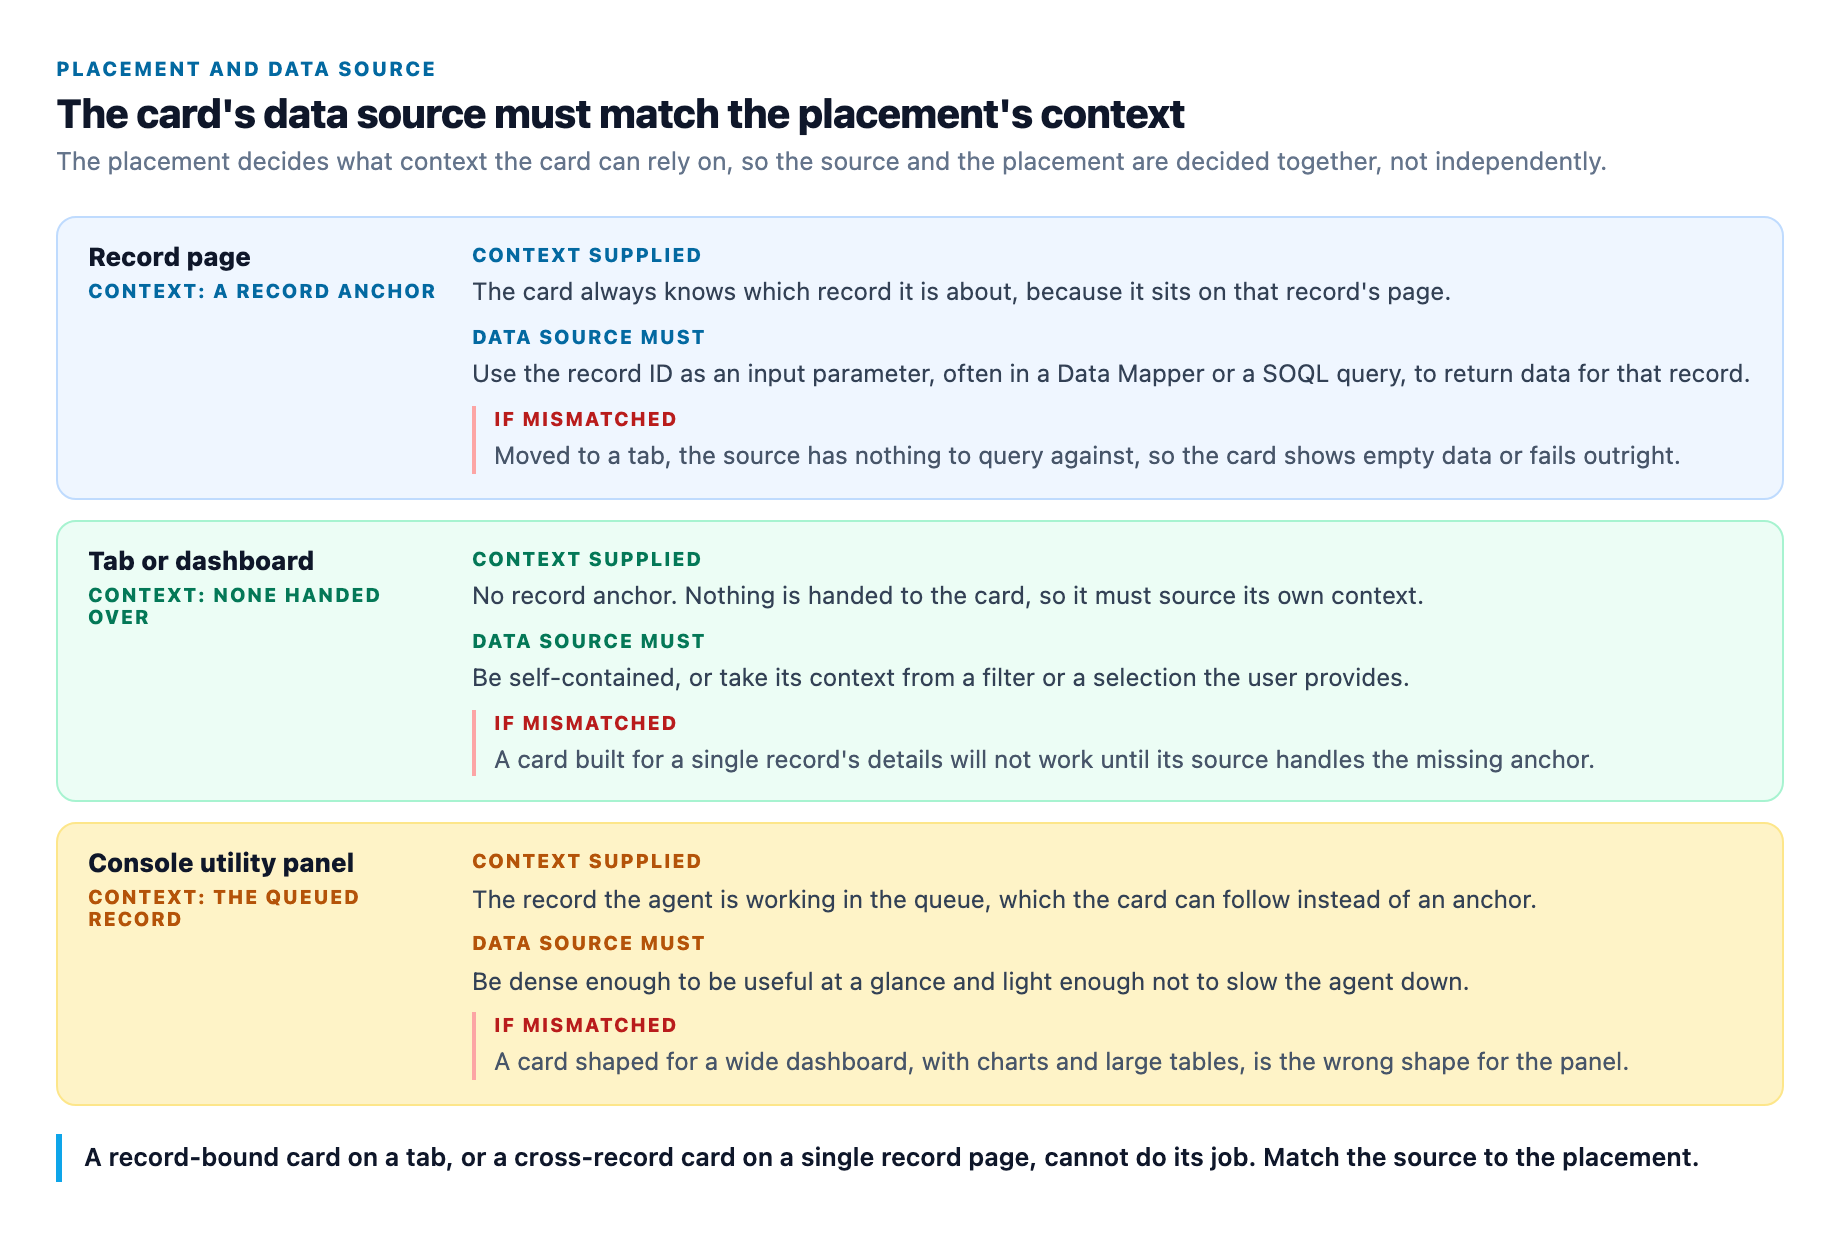 PLACEMENT AND DATA SOURCE
The card's data source must match the placement's context
The placement decides what context the card can rely on, so the source and the placement are decided together, not independently.
Record page
CONTEXT: A RECORD ANCHOR
CONTEXT SUPPLIED
The card always knows which record it is about, because it sits on that record's page.
DATA SOURCE MUST
Use the record ID as an input parameter, often in a Data Mapper or a SOQL query, to return data for that record.
IF MISMATCHED
Moved to a tab, the source has nothing to query against, so the card shows empty data or fails outright.
Tab or dashboard
CONTEXT: NONE HANDED
OVER
CONTEXT SUPPLIED
No record anchor. Nothing is handed to the card, so it must source its own context.
DATA SOURCE MUST
Be self-contained, or take its context from a filter or a selection the user provides.
IF MISMATCHED
A card built for a single record's details will not work until its source handles the missing anchor.
Console utility panel
CONTEXT: THE QUEUED
RECORD
CONTEXT SUPPLIED
The record the agent is working in the queue, which the card can follow instead of an anchor.
DATA SOURCE MUST
Be dense enough to be useful at a glance and light enough not to slow the agent down.
IF MISMATCHED
A card shaped for a wide dashboard, with charts and large tables, is the wrong shape for the panel.
A record-bound card on a tab, or a cross-record card on a single record page, cannot do its job. Match the source to the placement.